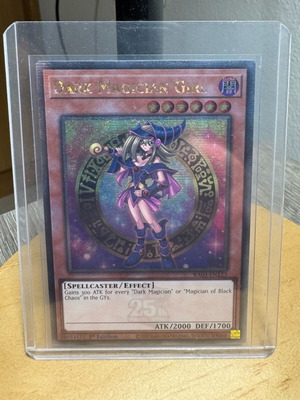 DARK MAGICIAN GIRL
[SPELLCASTER/EFFECT]
Gains 300 ATK for every "Dark Magician" or "Magician of Black
Chaos" in the GYs.
25th
ATK/2000 DEF/1700
1st Edition